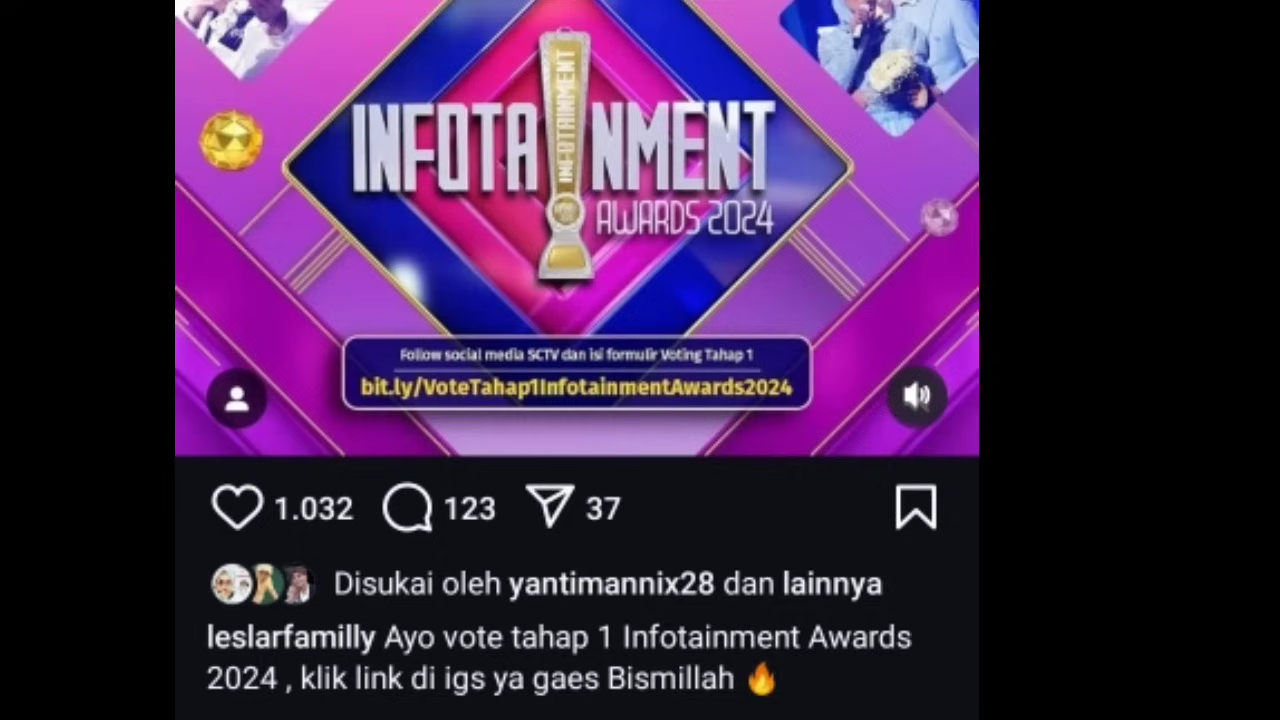 INFOTAINMENT
INFOTAINMENT
AWARDS 2024
Follow social media SCTV dan isi formulir Voting Tahap 1
bit.ly/VoteTahap1InfotainmentAwards2024
1.032 123 37
Disukai oleh yantimannix28 dan lainnya
leslarfamilly Ayo vote tahap 1 Infotainment Awards
2024 , klik link di igs ya gaes Bismillah 🔥